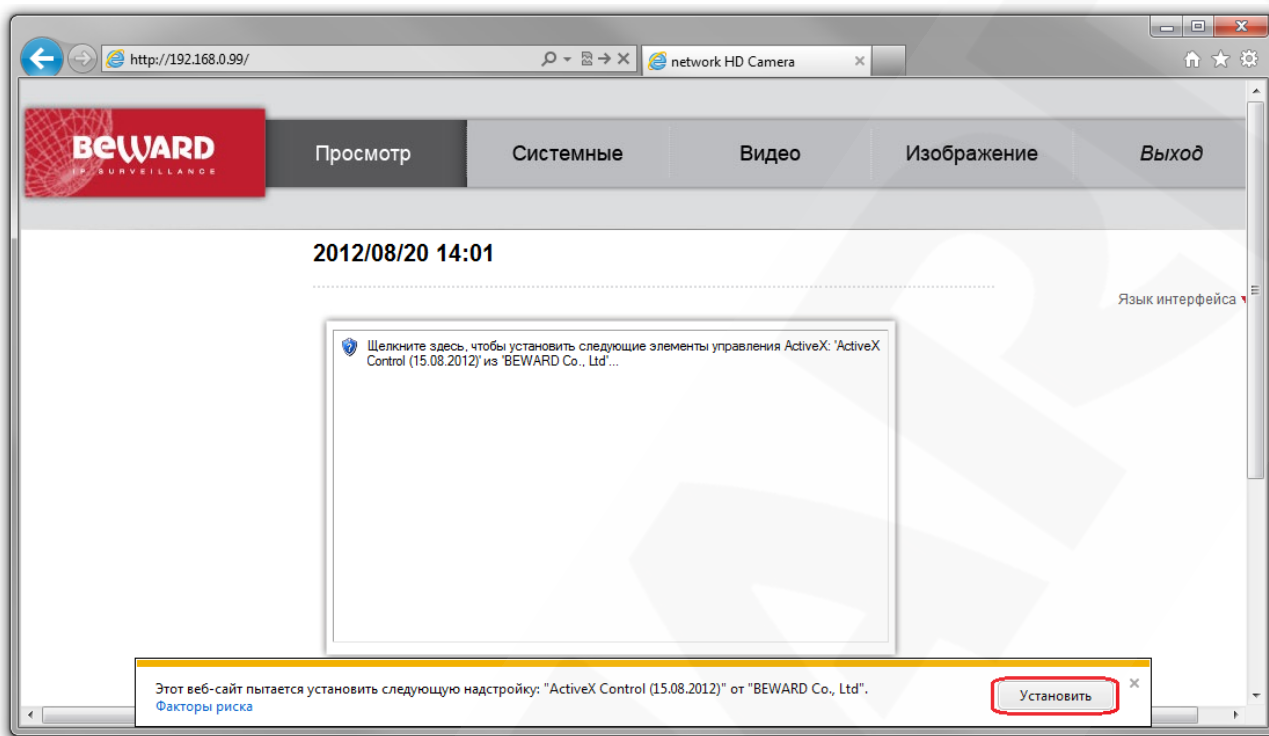 http://192.168.0.99/
network HD Camera
BEWARD
IP SURVEILLANCE
Просмотр
Системные
Видео
Изображение
Выход
2012/08/20 14:01
Язык интерфейса
Щелкните здесь, чтобы установить следующие элементы управления ActiveX: 'ActiveX
Control (15.08.2012)' из 'BEWARD Co., Ltd'...
Этот веб-сайт пытается установить следующую надстройку: "ActiveX Control (15.08.2012)" от "BEWARD Co., Ltd".
Факторы риска
Установить